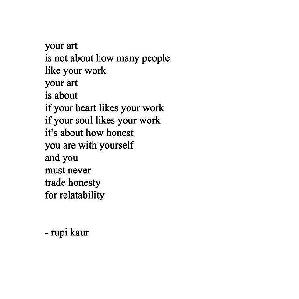 your art
is not about how many people
like your work
your art
is about
if your heart likes your work
if your soul likes your work
it's about how honest
you are with yourself
and you
must never
trade honesty
for relatability
- rupi kaur